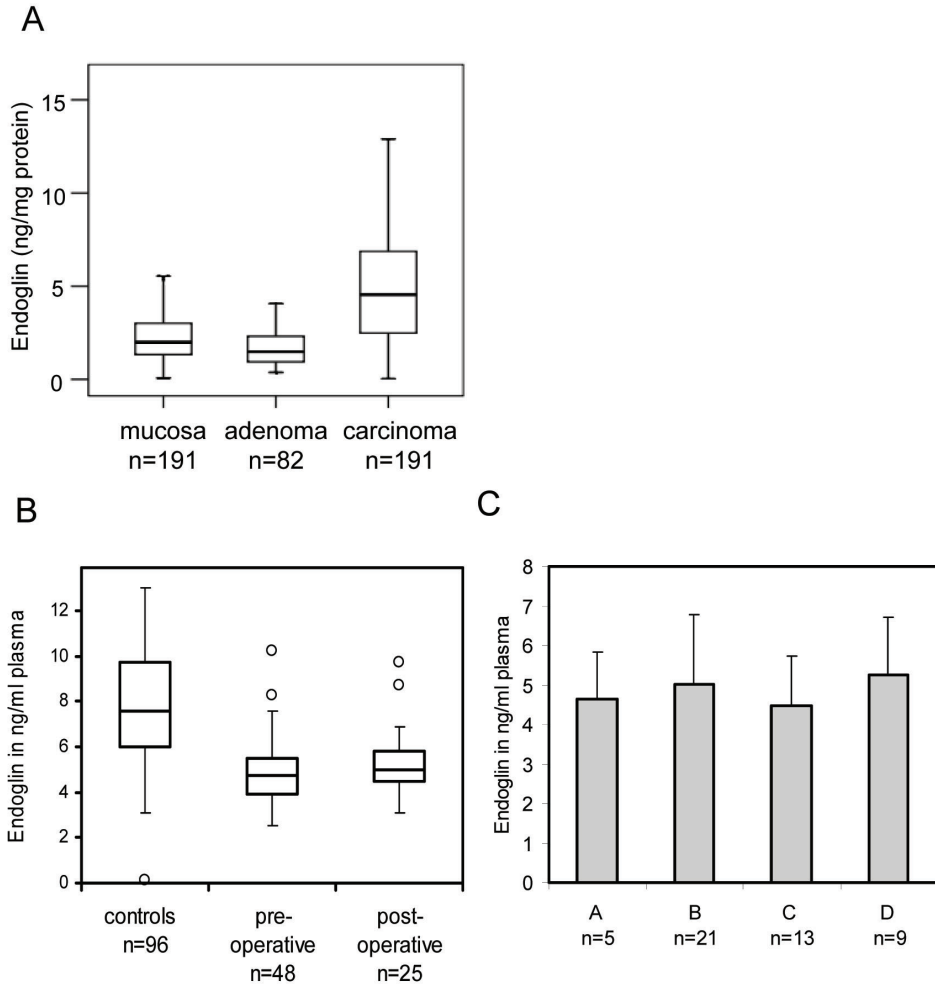 A
Endoglin (ng/mg protein)
15
10
5
0
mucosa adenoma carcinoma
n=191 n=82 n=191
B
Endoglin in ng/ml plasma
12
10
8
6
4
2
0
controls pre- post-
n=96 operative operative
n=48 n=25
C
Endoglin in ng/ml plasma
8
7
6
5
4
3
2
1
0
A B C D
n=5 n=21 n=13 n=9